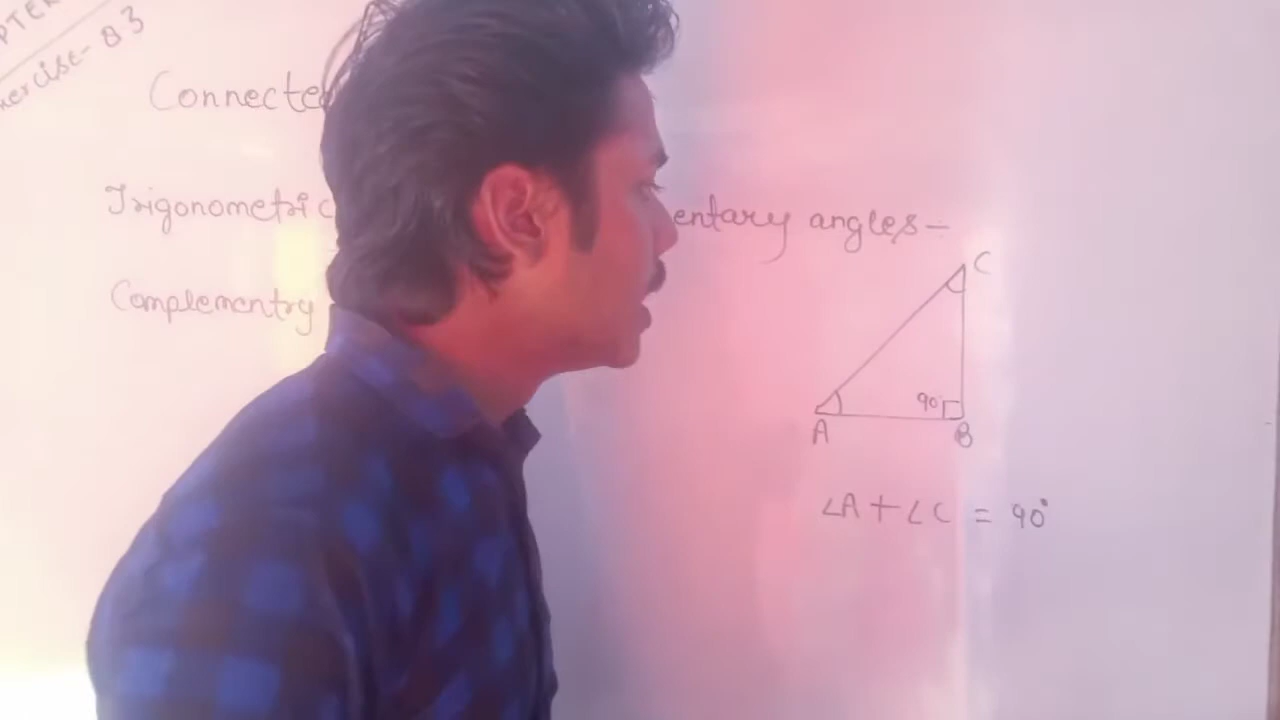 PTER
ercise- 8.3
Connected
Trigonometric entary angles:-
Complementry
C
90°
A B
∠A + ∠C = 90°